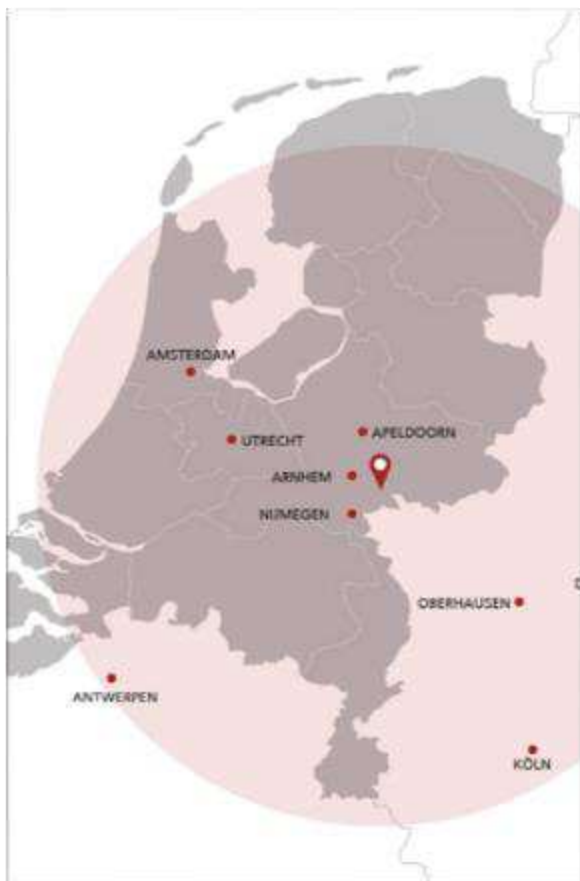 AMSTERDAM
UTRECHT
APELDOORN
ARNHEM
NIJMEGEN
OBERHAUSEN
ANTWERPEN
KÖLN